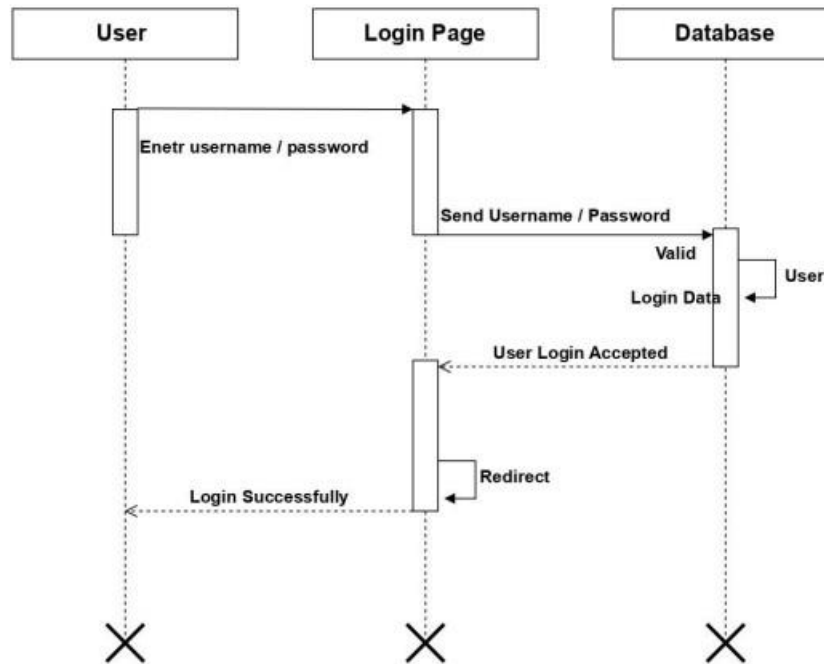 User
Login Page
Database
Enetr username / password
Send Username / Password
Valid
User
Login Data
User Login Accepted
Redirect
Login Successfully